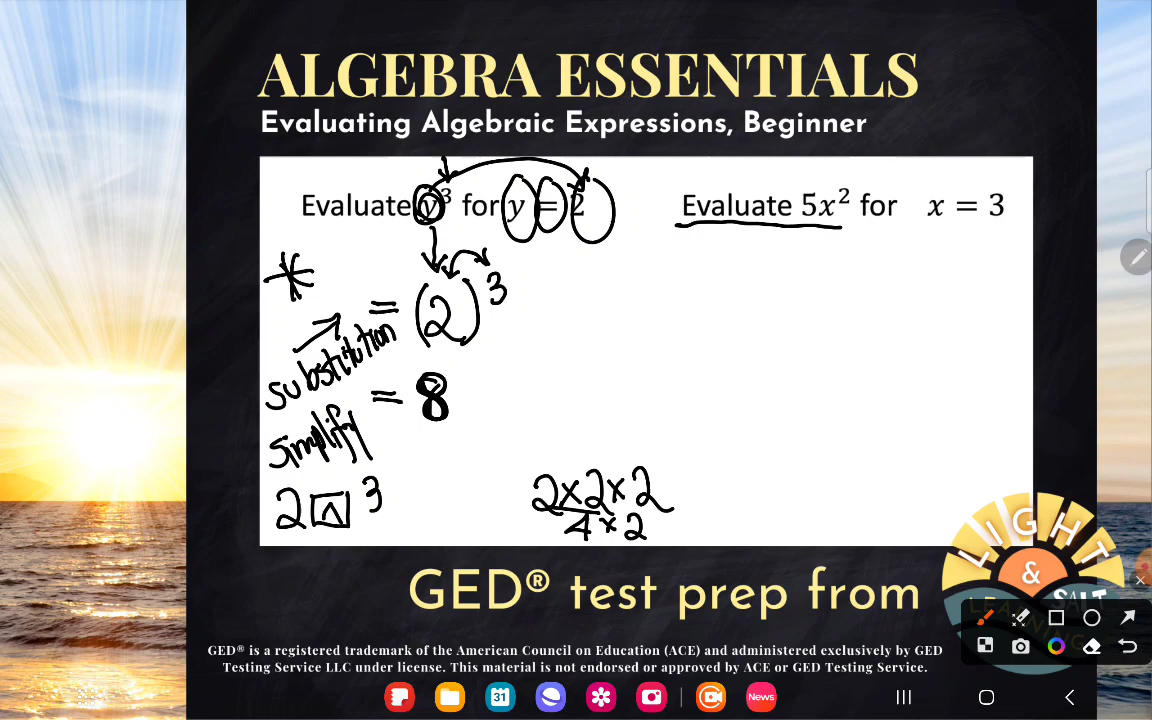 ALGEBRA ESSENTIALS
Evaluating Algebraic Expressions, Beginner
Evaluate y³ for y = 2
Evaluate 5x² for x = 3
= (2)³
substitution
= 8
simplify
2 ^ 3
2×2×2
4×2
GED® test prep from
LIGHT
&
SALT
LEARNING
GED® is a registered trademark of the American Council on Education (ACE) and administered exclusively by GED
Testing Service LLC under license. This material is not endorsed or approved by ACE or GED Testing Service.
31
News